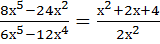 8x⁵−24x²/6x⁵−12x⁴ = x²+2x+4/2x²